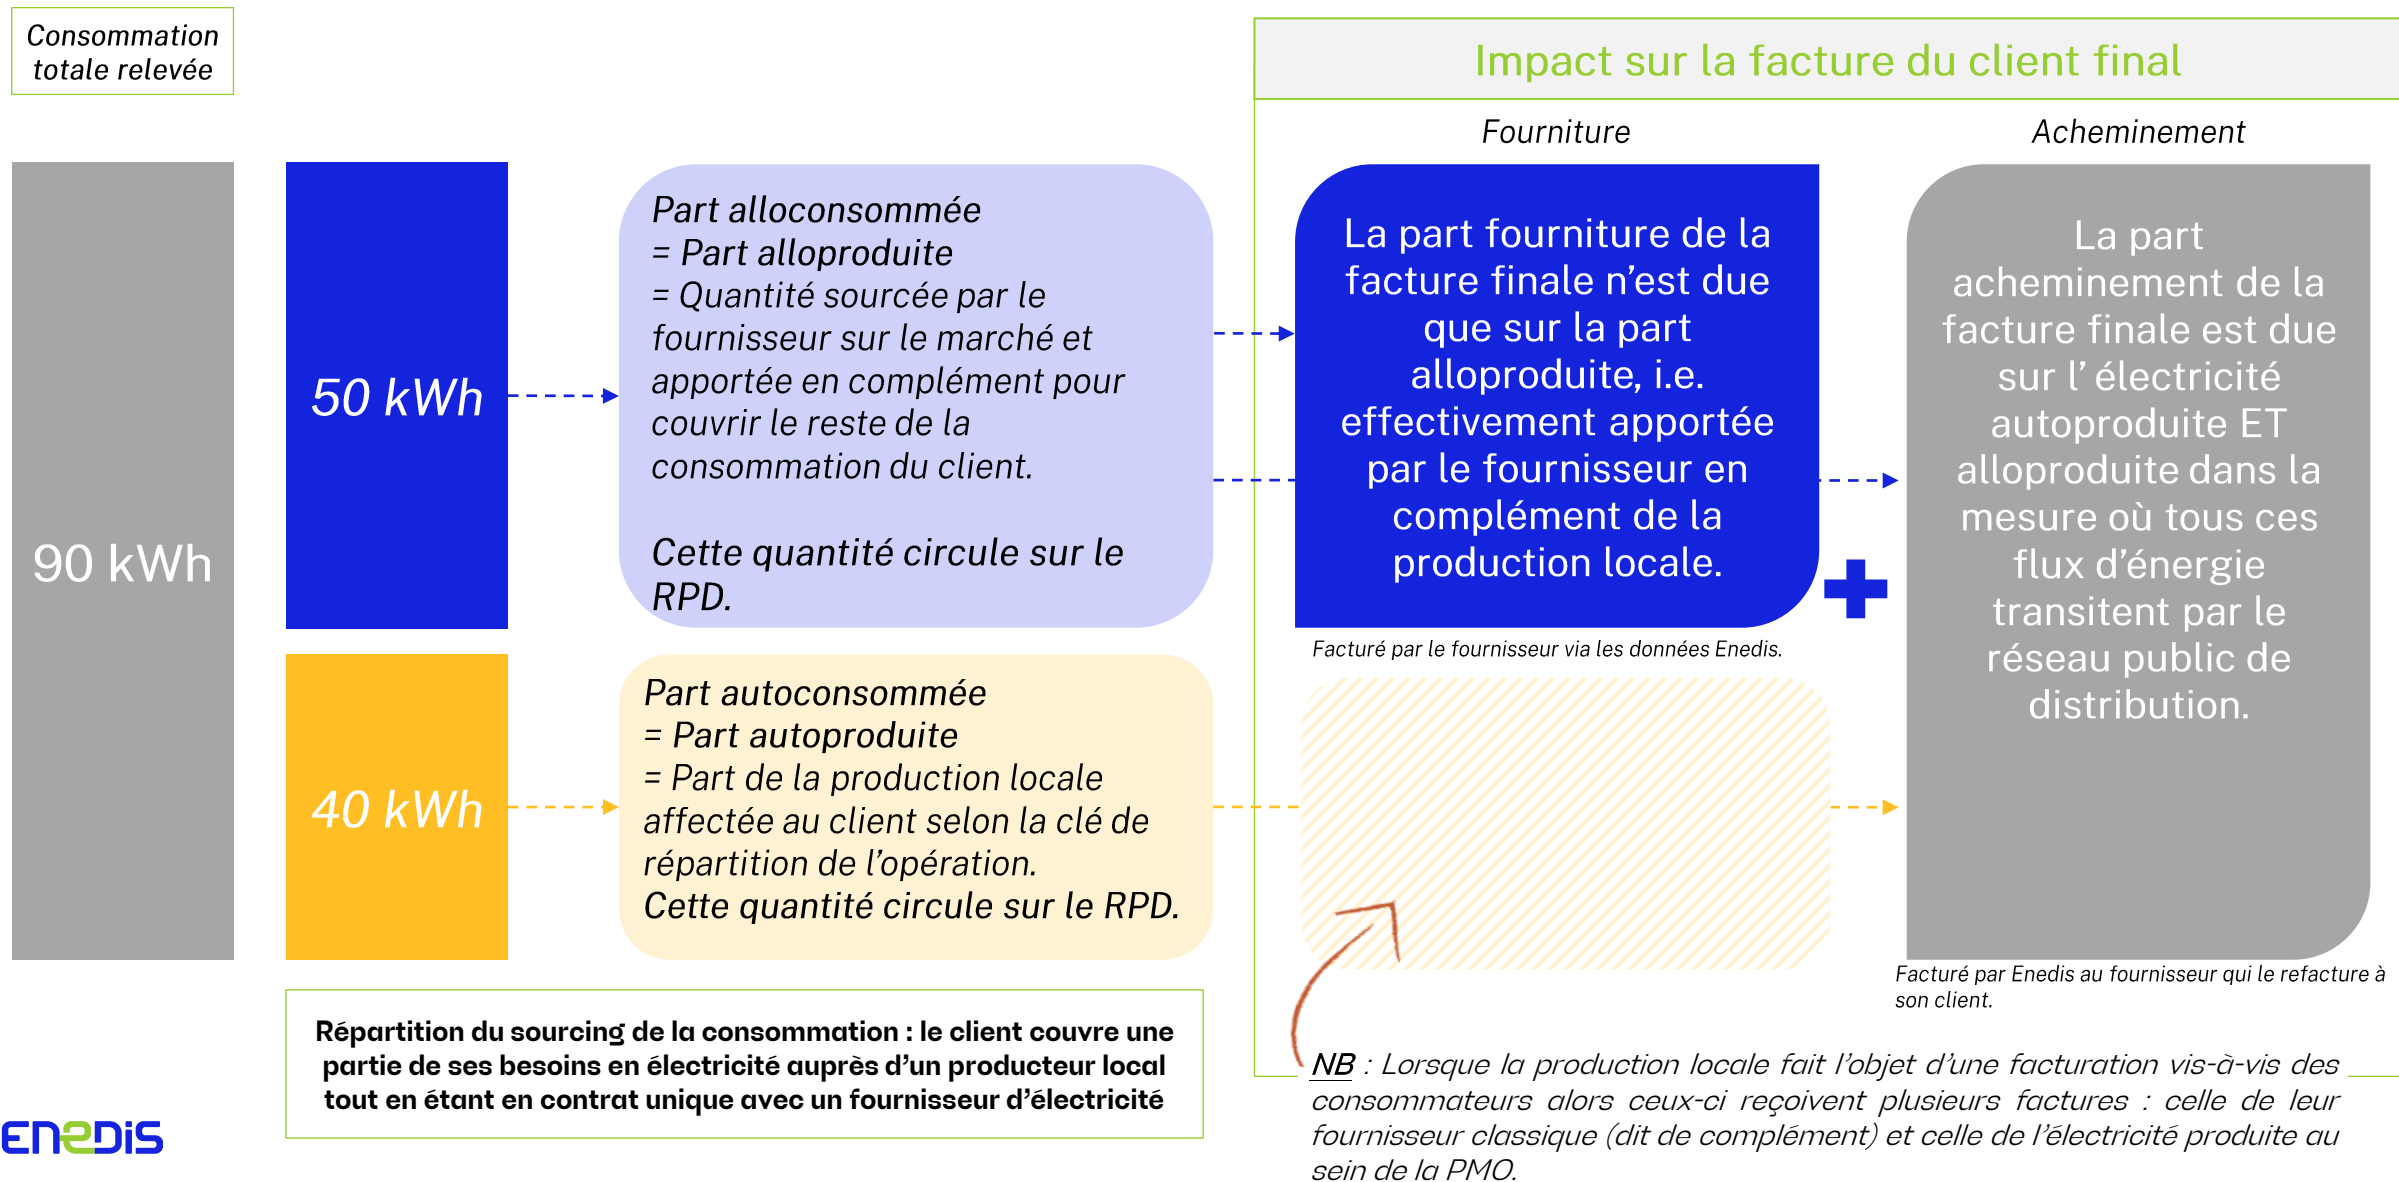 Consommation
totale relevée
Impact sur la facture du client final
Fourniture
Acheminement
90 kWh
50 kWh
Part alloconsommée
= Part alloproduite
= Quantité sourcée par le
fournisseur sur le marché et
apportée en complément pour
couvrir le reste de la
consommation du client.
Cette quantité circule sur le
RPD.
La part fourniture de la
facture finale n’est due
que sur la part
alloproduite, i.e.
effectivement apportée
par le fournisseur en
complément de la
production locale.
Facturé par le fournisseur via les données Enedis.
La part
acheminement de la
facture finale est due
sur l’ électricité
autoproduite ET
alloproduite dans la
mesure où tous ces
flux d’énergie
transitent par le
réseau public de
distribution.
Facturé par Enedis au fournisseur qui le refacture à
son client.
40 kWh
Part autoconsommée
= Part autoproduite
= Part de la production locale
affectée au client selon la clé de
répartition de l’opération.
Cette quantité circule sur le RPD.
Répartition du sourcing de la consommation : le client couvre une
partie de ses besoins en électricité auprès d’un producteur local
tout en étant en contrat unique avec un fournisseur d’électricité
NB : Lorsque la production locale fait l’objet d’une facturation vis-à-vis des
consommateurs alors ceux-ci reçoivent plusieurs factures : celle de leur
fournisseur classique (dit de complément) et celle de l’électricité produite au
sein de la PMO.
ENEDIS